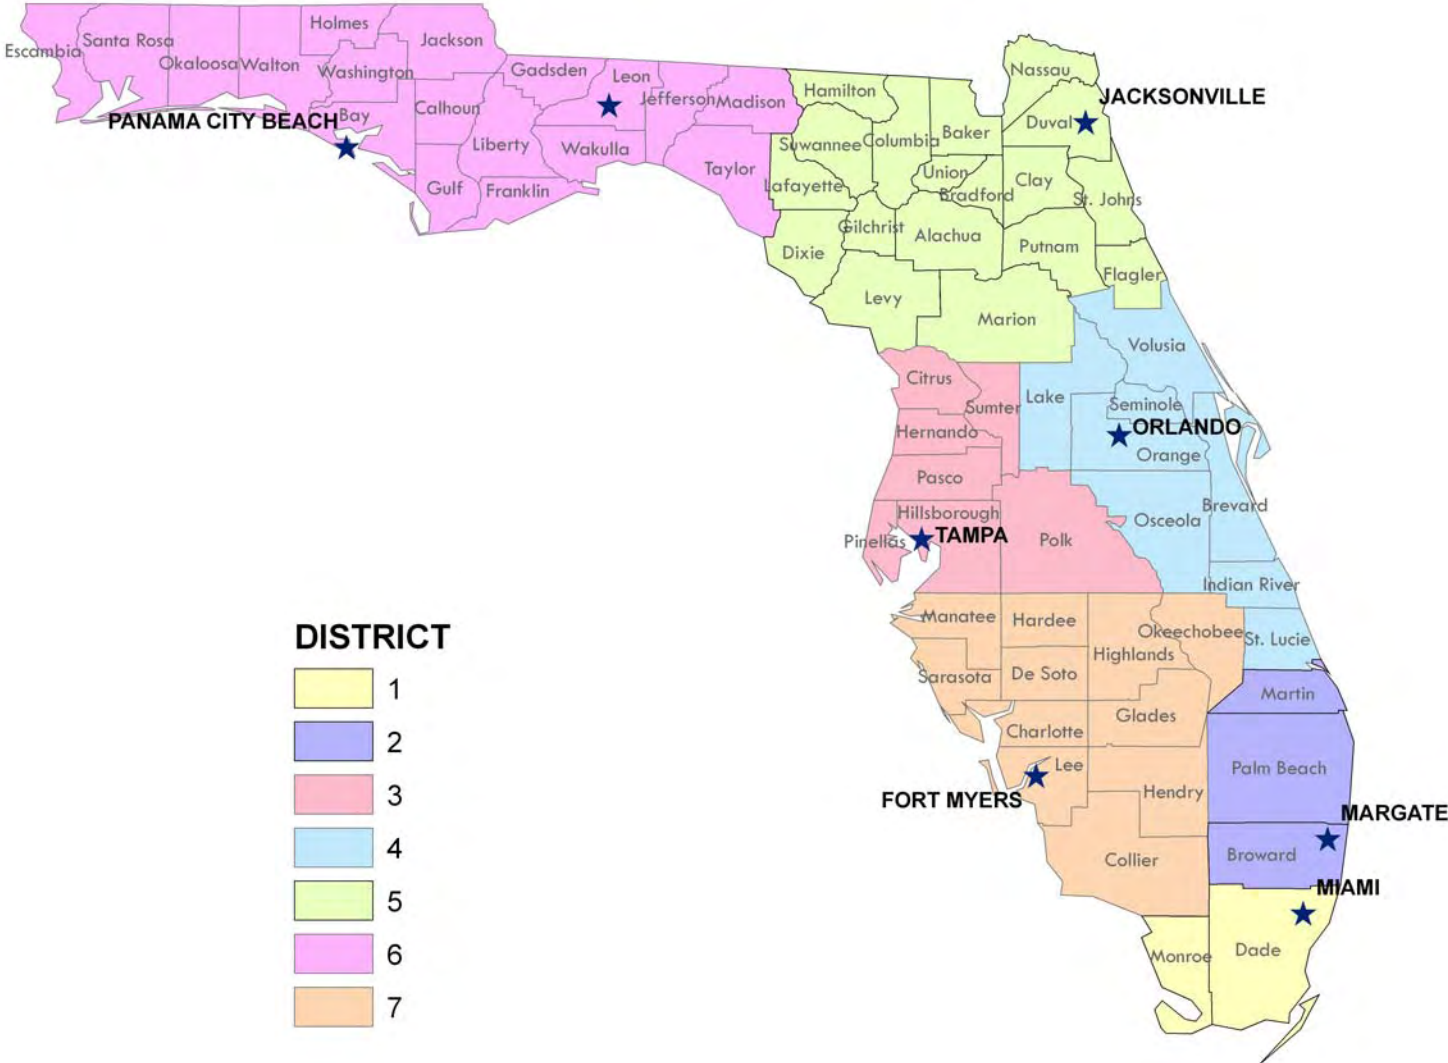 Holmes
Jackson
Escambia
Santa Rosa
Okaloosa
Walton
Washington
Gadsden
Leon
Jefferson
Madison
Hamilton
Nassau
JACKSONVILLE
PANAMA CITY BEACH
Bay
Calhoun
Liberty
Wakulla
Suwannee
Columbia
Baker
Duval
Gulf
Franklin
Taylor
Lafayette
Union
Bradford
Clay
St. Johns
Dixie
Gilchrist
Alachua
Putnam
Flagler
Levy
Marion
Volusia
Citrus
Sumter
Lake
Seminole
Hernando
ORLANDO
Orange
Pasco
Hillsborough
Pinellas
TAMPA
Polk
Osceola
Brevard
Indian River
Manatee
Hardee
Okeechobee
St. Lucie
Highlands
Sarasota
De Soto
Martin
Charlotte
Glades
Lee
Palm Beach
FORT MYERS
Hendry
MARGATE
Collier
Broward
MIAMI
Monroe
Dade
DISTRICT
1
2
3
4
5
6
7